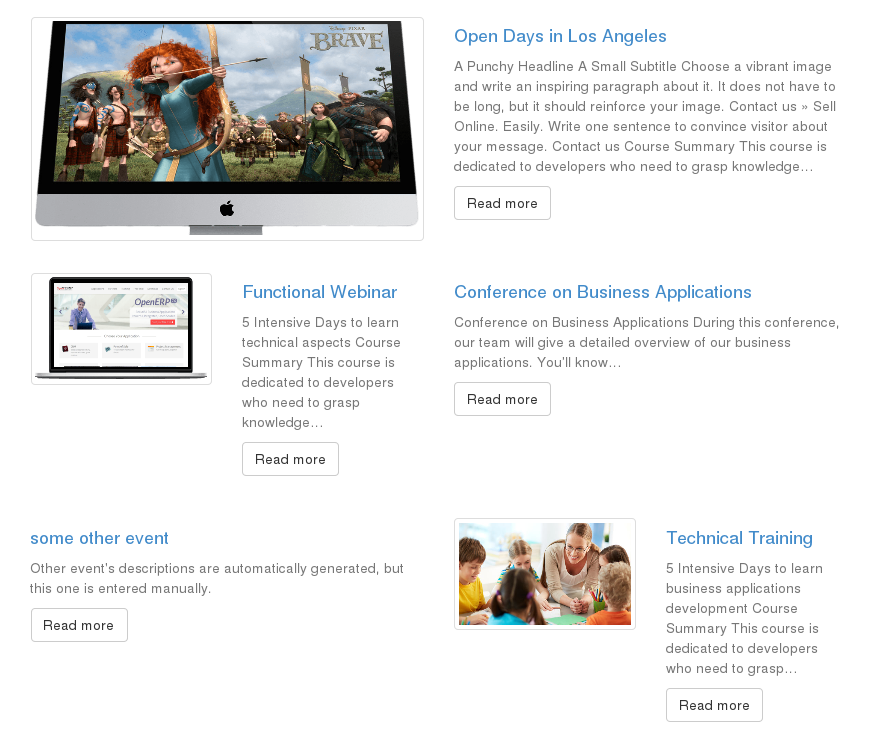 Disney · PIXAR
BRAVE
Open Days in Los Angeles
A Punchy Headline A Small Subtitle Choose a vibrant image
and write an inspiring paragraph about it. It does not have to
be long, but it should reinforce your image. Contact us » Sell
Online. Easily. Write one sentence to convince visitor about
your message. Contact us Course Summary This course is
dedicated to developers who need to grasp knowledge...
Read more
OpenERP
Functional Webinar
5 Intensive Days to learn
technical aspects Course
Summary This course is
dedicated to developers
who need to grasp
knowledge...
Read more
Conference on Business Applications
Conference on Business Applications During this conference,
our team will give a detailed overview of our business
applications. You'll know...
Read more
some other event
Other event's descriptions are automatically generated, but
this one is entered manually.
Read more
Technical Training
5 Intensive Days to learn
business applications
development Course
Summary This course is
dedicated to developers
who need to grasp...
Read more